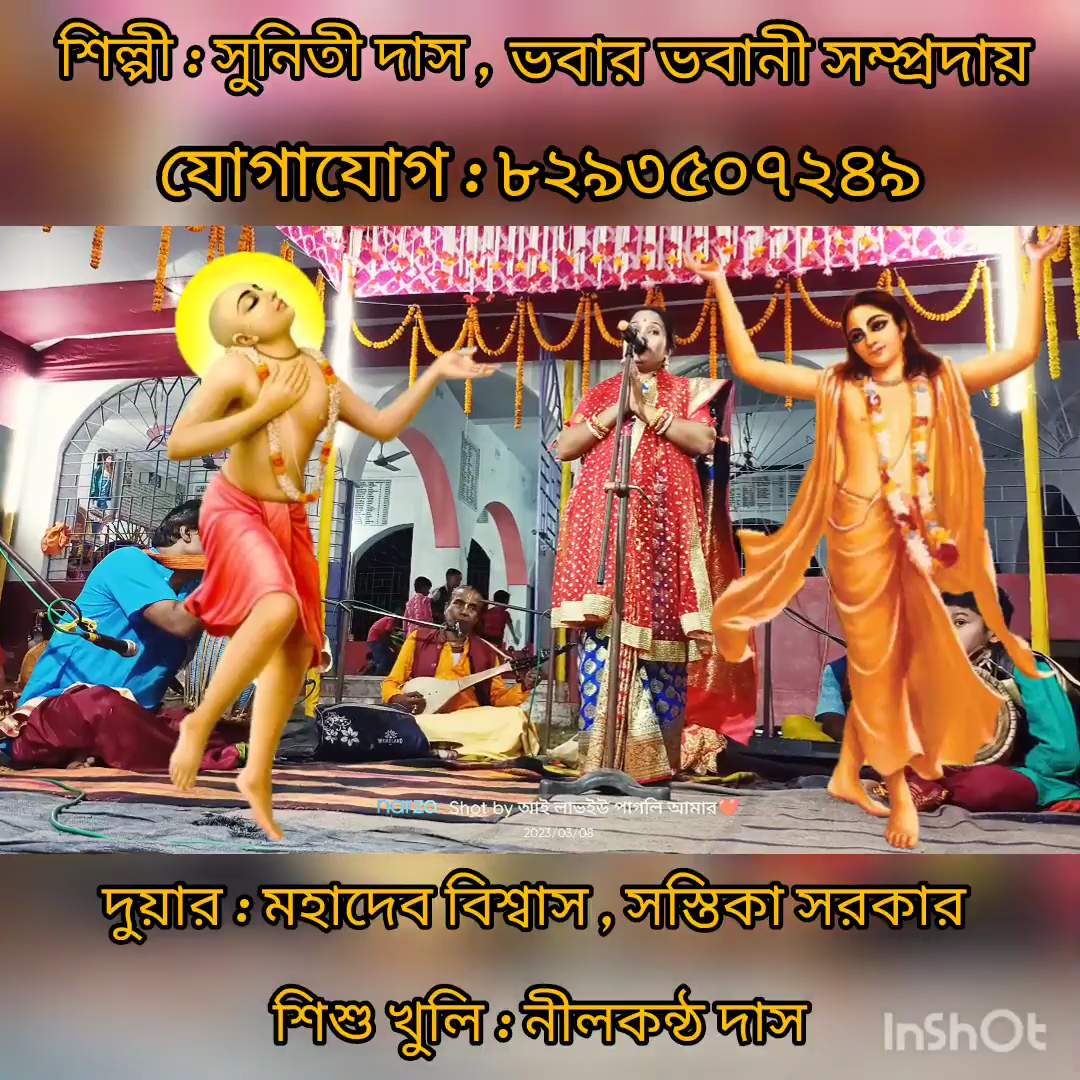 শিল্পী : সুনিতী দাস , ভবার ভবানী সম্প্রদায়
যোগাযোগ : ৮২৯৩৫০৭২৪৯
narzo Shot by আই লাভইউ পাগলি আমার❤️
2023/03/08
দুয়ার : মহাদেব বিশ্বাস , সস্তিকা সরকার
শিশু খুলি : নীলকন্ঠ দাস
InShOt